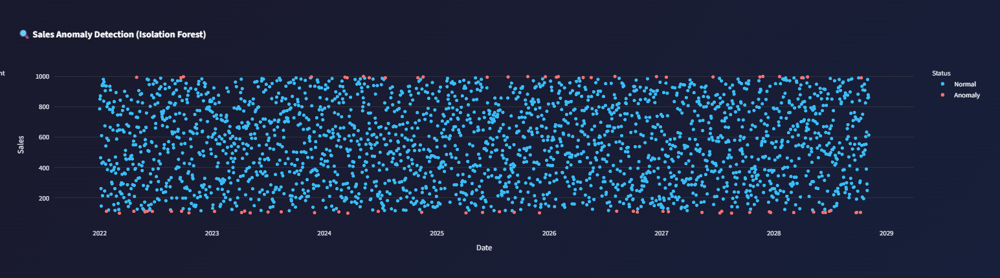 Sales Anomaly Detection (Isolation Forest)
nt
Status
Normal
Anomaly
1000
800
600
400
200
Sales
2022 2023 2024 2025 2026 2027 2028 2029
Date